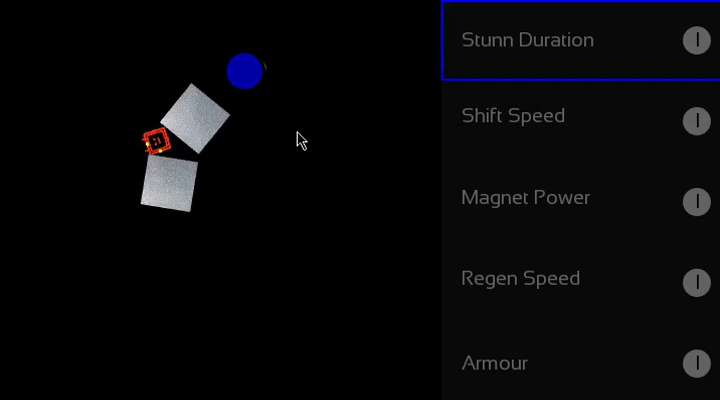 Stunn Duration
I
Shift Speed
I
Magnet Power
I
Regen Speed
I
Armour
I